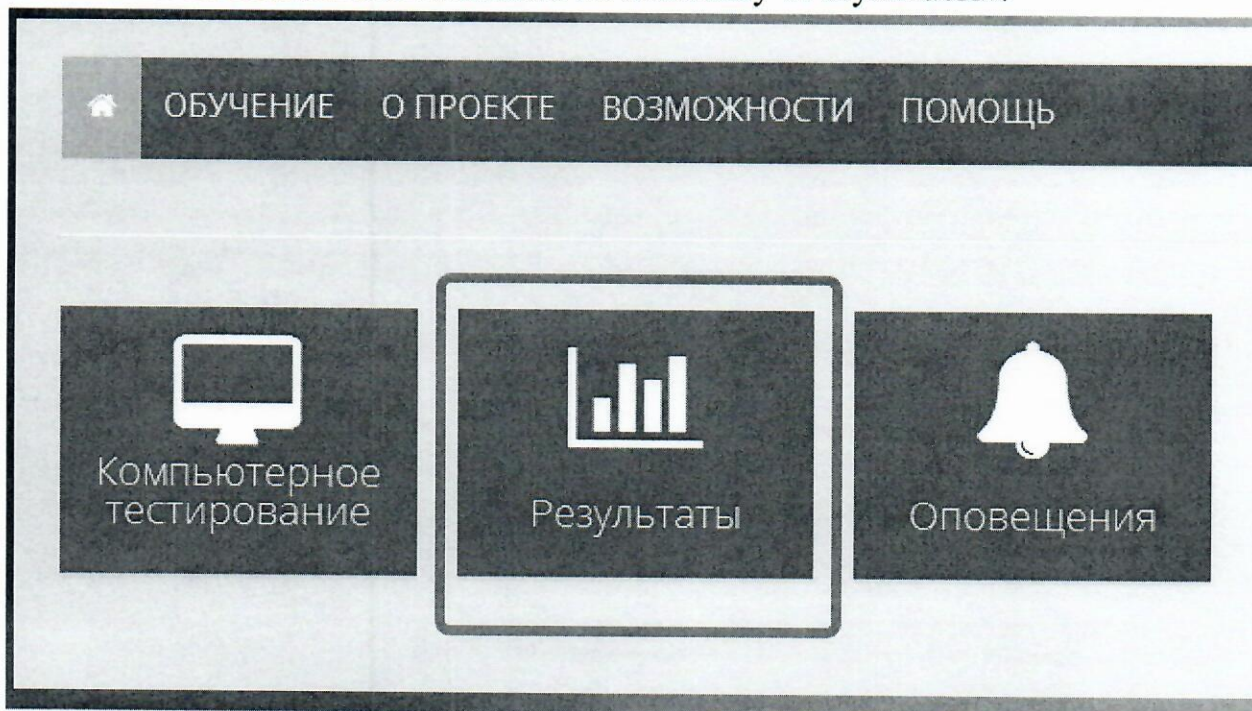 ОБУЧЕНИЕ О ПРОЕКТЕ ВОЗМОЖНОСТИ ПОМОЩЬ
Компьютерное
тестирование
Результаты
Оповещения